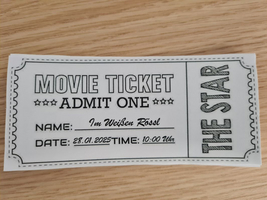 MOVIE TICKET
ADMIT ONE
NAME: Im Weißen Rössl
DATE: 28.01.2025 TIME: 10:00 Uhr
THE STAR